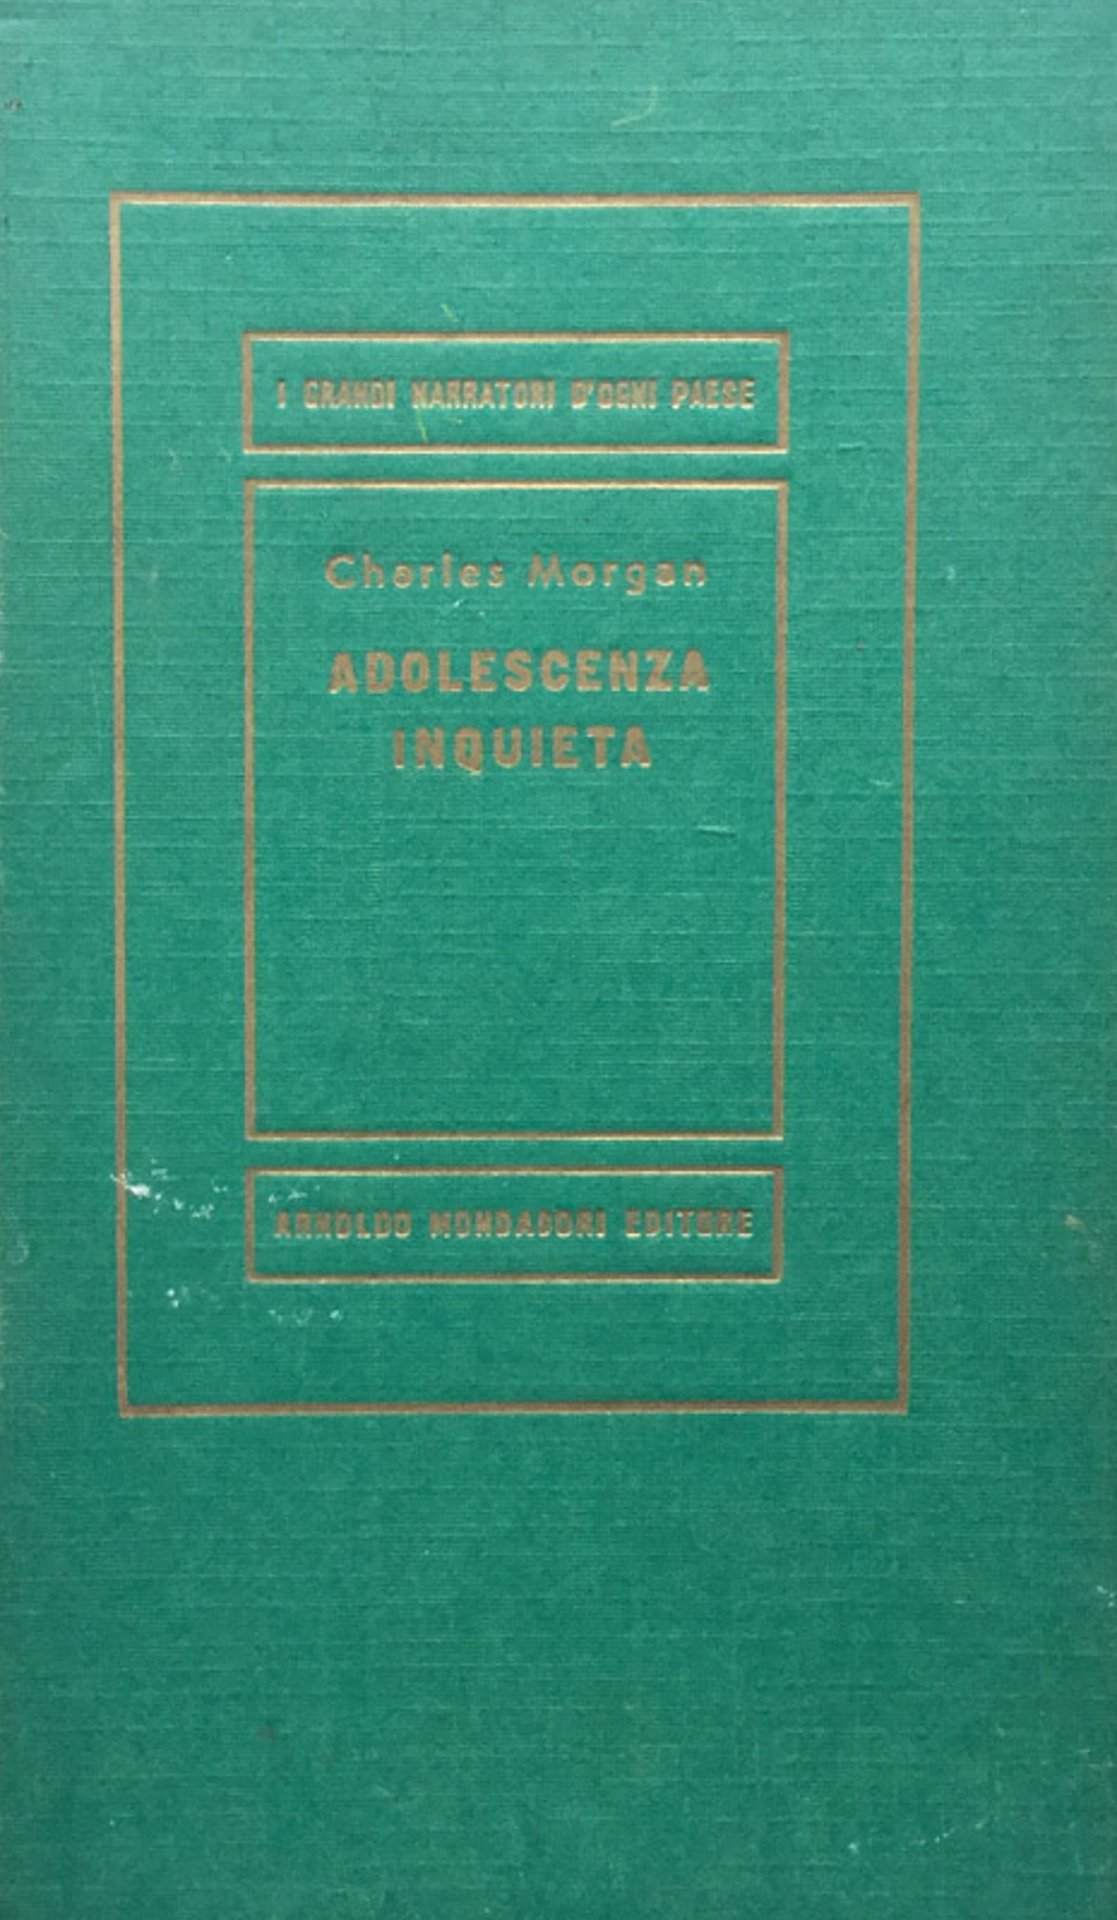 I GRANDI NARRATORI D'OGNI PAESE
Charles Morgan
ADOLESCENZA
INQUIETA
ARNOLDO MONDADORI EDITORE